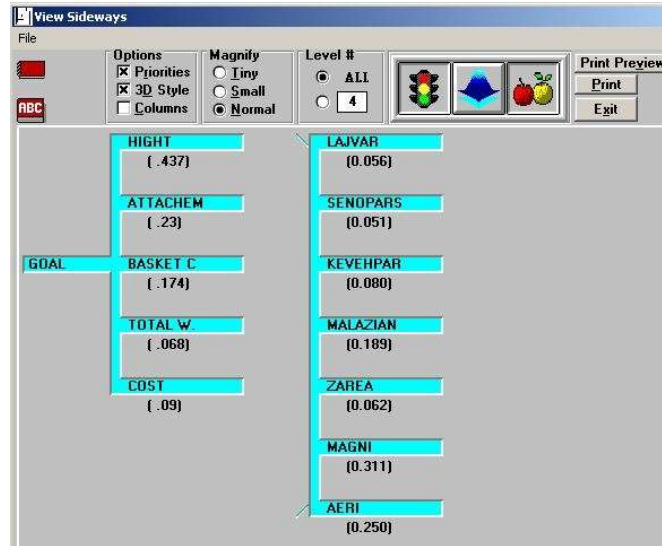 View Sideways
File
Options
Priorities
3D Style
Columns
Magnify
Tiny
Small
Normal
Level #
ALL
4
Print Preview
Print
Exit
ABC
GOAL
HIGHT
( .437)
ATTACHEM
( .23)
BASKET C
( .174)
TOTAL W.
( .068)
COST
( .09)
LAJVAR
(0.056)
SENOPARS
(0.051)
KEVEHPAR
(0.080)
MALAZIAN
(0.189)
ZAREA
(0.062)
MAGNI
(0.311)
AERI
(0.250)